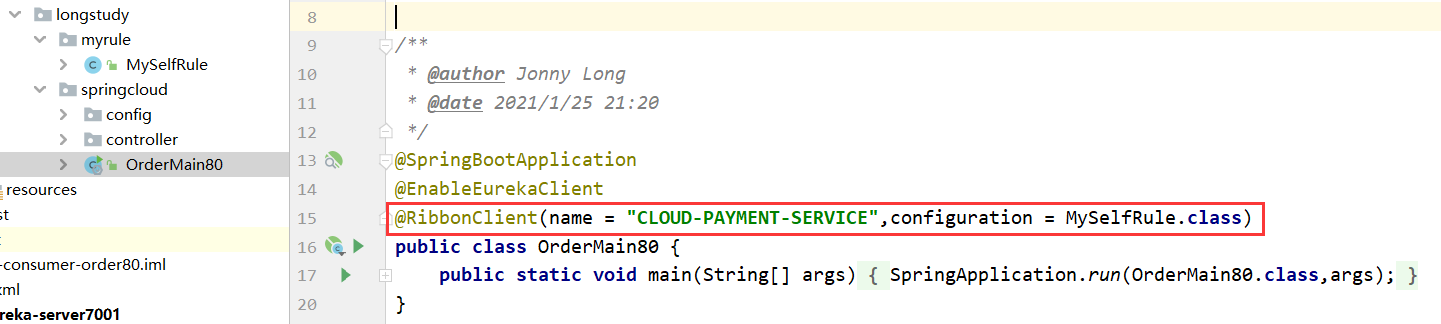 longstudy
myrule
MySelfRule
springcloud
config
controller
OrderMain80
resources
st
-consumer-order80.iml
xml
reka-server7001
8
9 /**
10 * @author Jonny Long
11 * @date 2021/1/25 21:20
12 */
13 @SpringBootApplication
14 @EnableEurekaClient
15 @RibbonClient(name = "CLOUD-PAYMENT-SERVICE",configuration = MySelfRule.class)
16 public class OrderMain80 {
17 public static void main(String[] args) { SpringApplication.run(OrderMain80.class,args); }
20 }